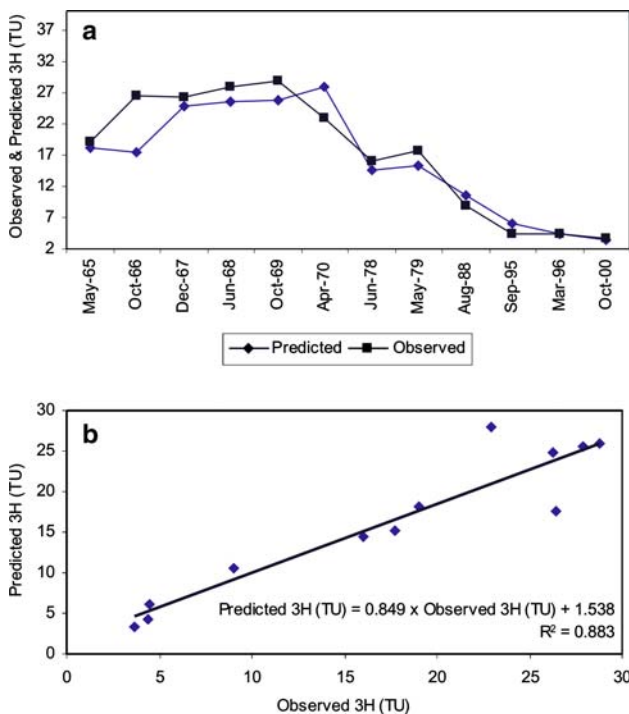 a
Observed & Predicted 3H (TU)
37
32
27
22
17
12
7
2
May-65
Oct-66
Dec-67
Jun-68
Oct-69
Apr-70
Jun-78
May-79
Aug-88
Sep-95
Mar-96
Oct-00
Predicted
Observed
b
Predicted 3H (TU)
30
25
20
15
10
5
0
Predicted 3H (TU) = 0.849 x Observed 3H (TU) + 1.538
R² = 0.883
0 5 10 15 20 25 30
Observed 3H (TU)